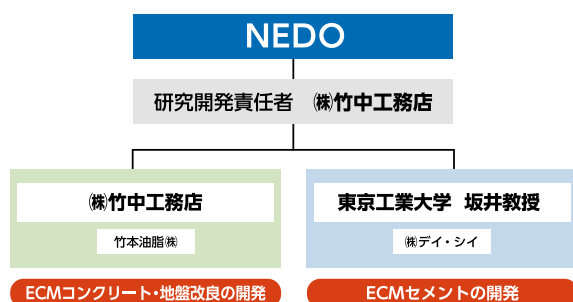 NEDO
研究開発責任者 ㈱竹中工務店
㈱竹中工務店
竹本油脂㈱
ECMコンクリート・地盤改良の開発
東京工業大学 坂井教授
㈱デイ・シイ
ECMセメントの開発